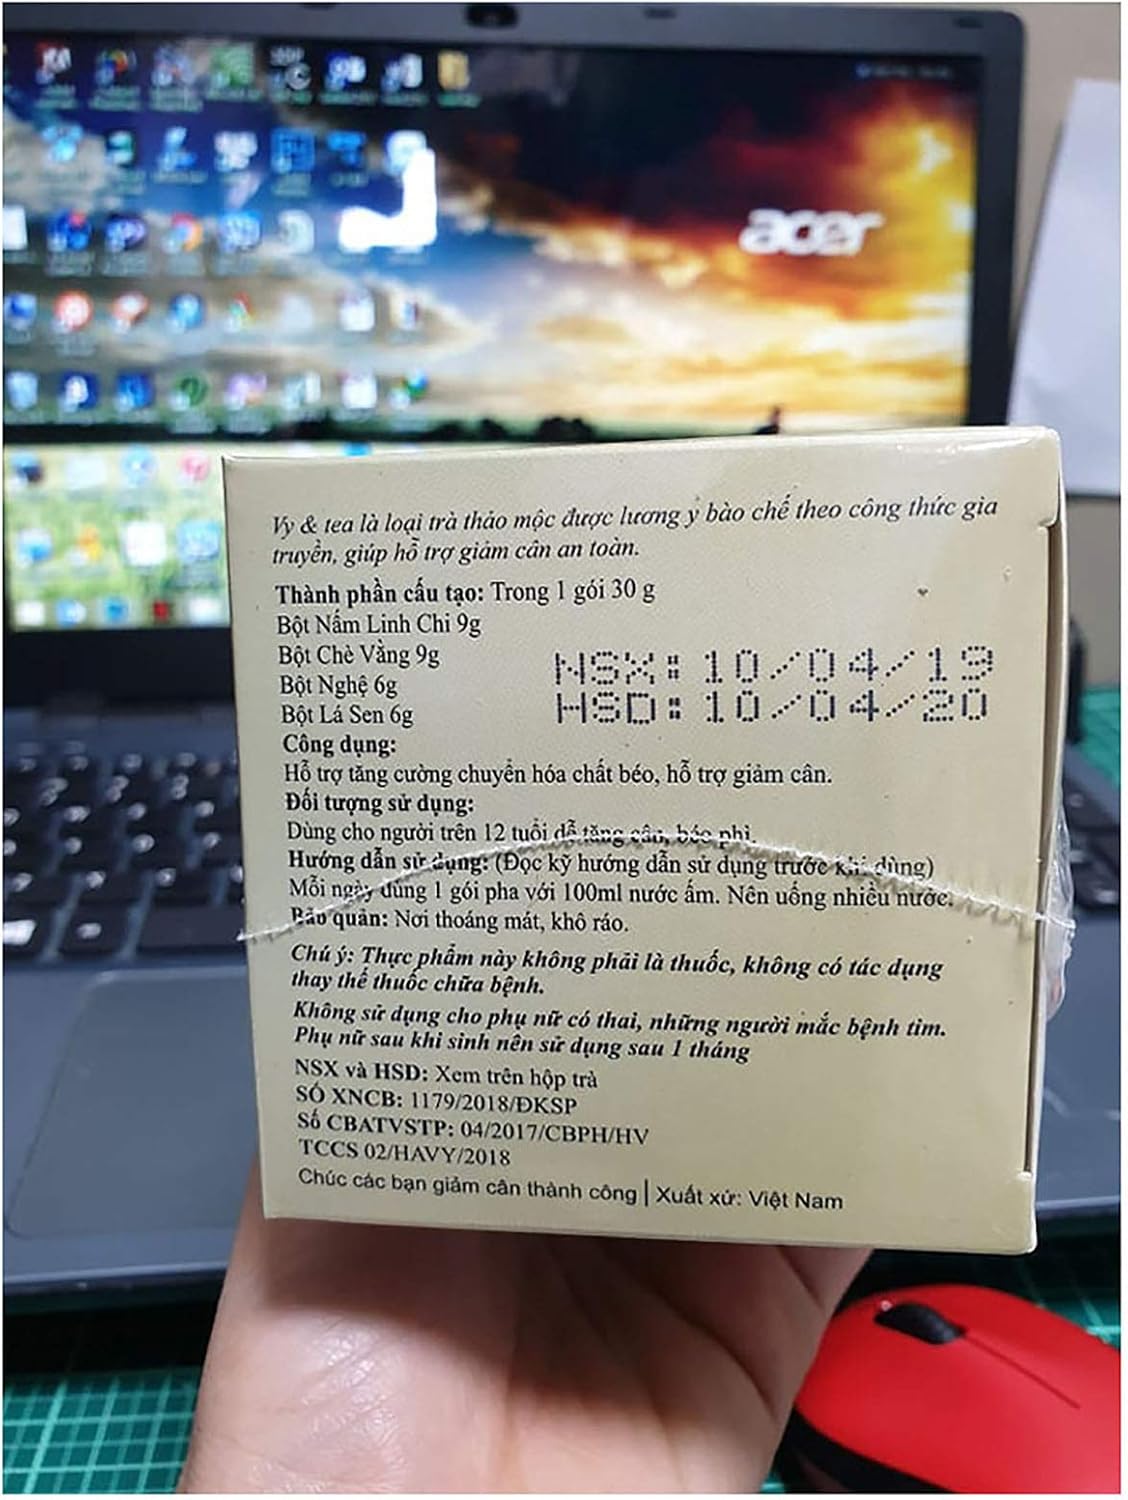 acer
Vy & tea là loại trà thảo mộc được lương y bào chế theo công thức gia
truyền, giúp hỗ trợ giảm cân an toàn.
Thành phần cấu tạo: Trong 1 gói 30 g
Bột Nấm Linh Chi 9g
Bột Chè Vằng 9g
Bột Nghệ 6g
Bột Lá Sen 6g
NSX: 10/04/19
HSD: 10/04/20
Công dụng:
Hỗ trợ tăng cường chuyển hóa chất béo, hỗ trợ giảm cân.
Đối tượng sử dụng:
Dùng cho người trên 12 tuổi dễ tăng cân, béo phì.
Hướng dẫn sử dụng: (Đọc kỹ hướng dẫn sử dụng trước khi dùng)
Mỗi ngày dùng 1 gói pha với 100ml nước ấm. Nên uống nhiều nước.
Bảo quản: Nơi thoáng mát, khô ráo.
Chú ý: Thực phẩm này không phải là thuốc, không có tác dụng
thay thế thuốc chữa bệnh.
Không sử dụng cho phụ nữ có thai, những người mắc bệnh tim.
Phụ nữ sau khi sinh nên sử dụng sau 1 tháng
NSX và HSD: Xem trên hộp trà
SỐ XNCB: 1179/2018/ĐKSP
Số CBATVSTP: 04/2017/CBPH/HV
TCCS 02/HAVY/2018
Chúc các bạn giảm cân thành công | Xuất xứ: Việt Nam